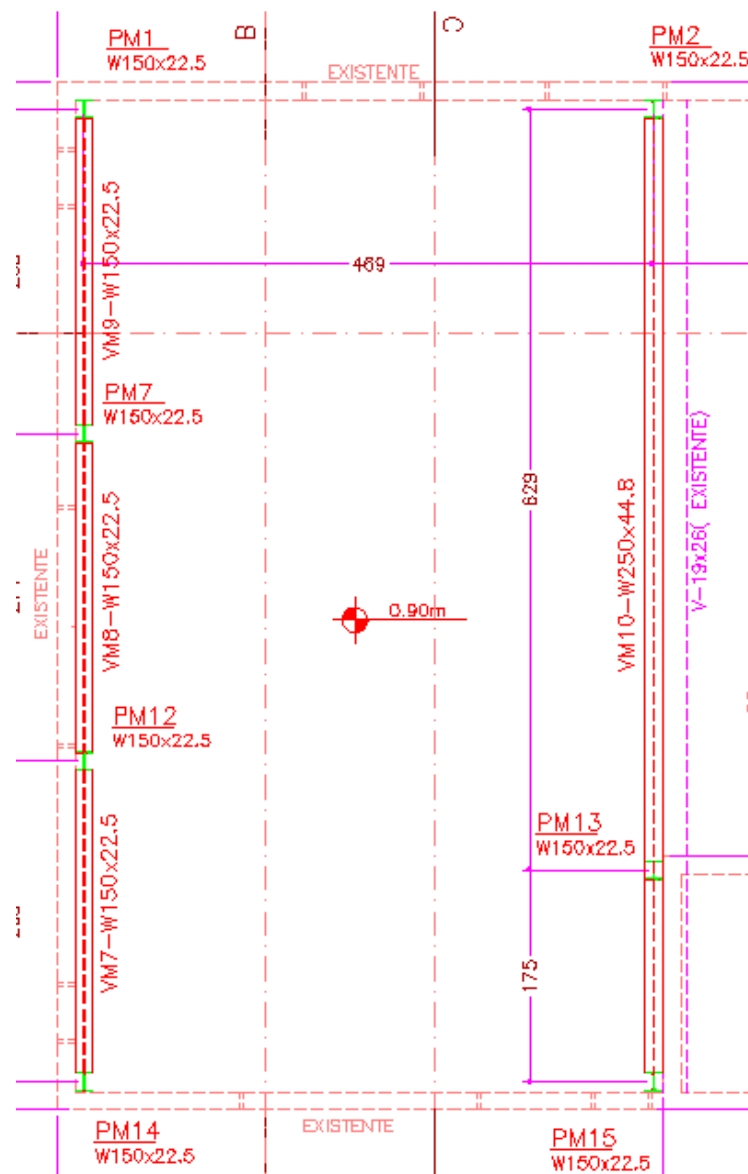 B
C
PM1
W150x22.5
PM2
W150x22.5
EXISTENTE
VM9-W150x22.5
469
PM7
W150x22.5
629
V-19x26( EXISTENTE)
VM8-W150x22.5
EXISTENTE
VM10-W250x44.8
0.90m
PM12
W150x22.5
PM13
W150x22.5
VM7-W150x22.5
175
EXISTENTE
PM14
W150x22.5
PM15
W150x22.5